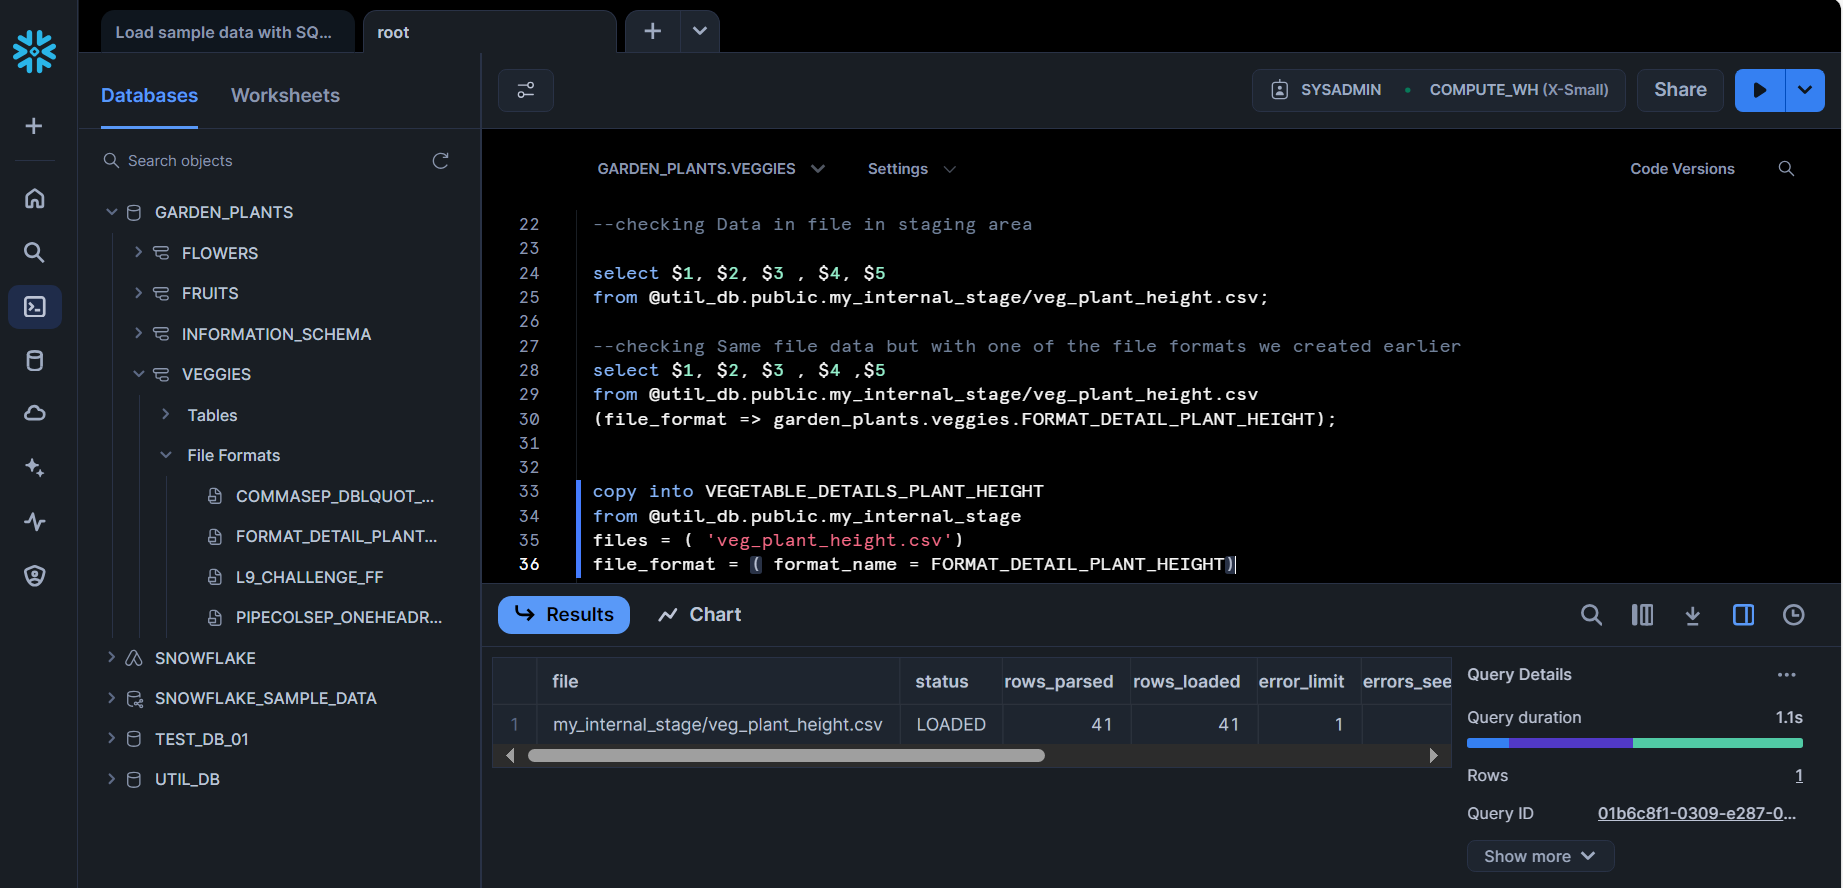 Load sample data with SQ...
root
Databases
Worksheets
SYSADMIN
COMPUTE_WH (X-Small)
Share
Search objects
GARDEN_PLANTS
FLOWERS
FRUITS
INFORMATION_SCHEMA
VEGGIES
Tables
File Formats
COMMASEP_DBLQUOT_...
FORMAT_DETAIL_PLANT...
L9_CHALLENGE_FF
PIPECOLSEP_ONEHEADR...
SNOWFLAKE
SNOWFLAKE_SAMPLE_DATA
TEST_DB_01
UTIL_DB
GARDEN_PLANTS.VEGGIES
Settings
Code Versions
22 --checking Data in file in staging area
23
24 select $1, $2, $3 , $4, $5
25 from @util_db.public.my_internal_stage/veg_plant_height.csv;
26
27 --checking Same file data but with one of the file formats we created earlier
28 select $1, $2, $3 , $4 ,$5
29 from @util_db.public.my_internal_stage/veg_plant_height.csv
30 (file_format => garden_plants.veggies.FORMAT_DETAIL_PLANT_HEIGHT);
31
32
33 copy into VEGETABLE_DETAILS_PLANT_HEIGHT
34 from @util_db.public.my_internal_stage
35 files = ( 'veg_plant_height.csv')
36 file_format = ( format_name = FORMAT_DETAIL_PLANT_HEIGHT)
Results
Chart
file status rows_parsed rows_loaded error_limit errors_see
1 my_internal_stage/veg_plant_height.csv LOADED 41 41 1
Query Details
...
Query duration 1.1s
Rows 1
Query ID 01b6c8f1-0309-e287-0...
Show more